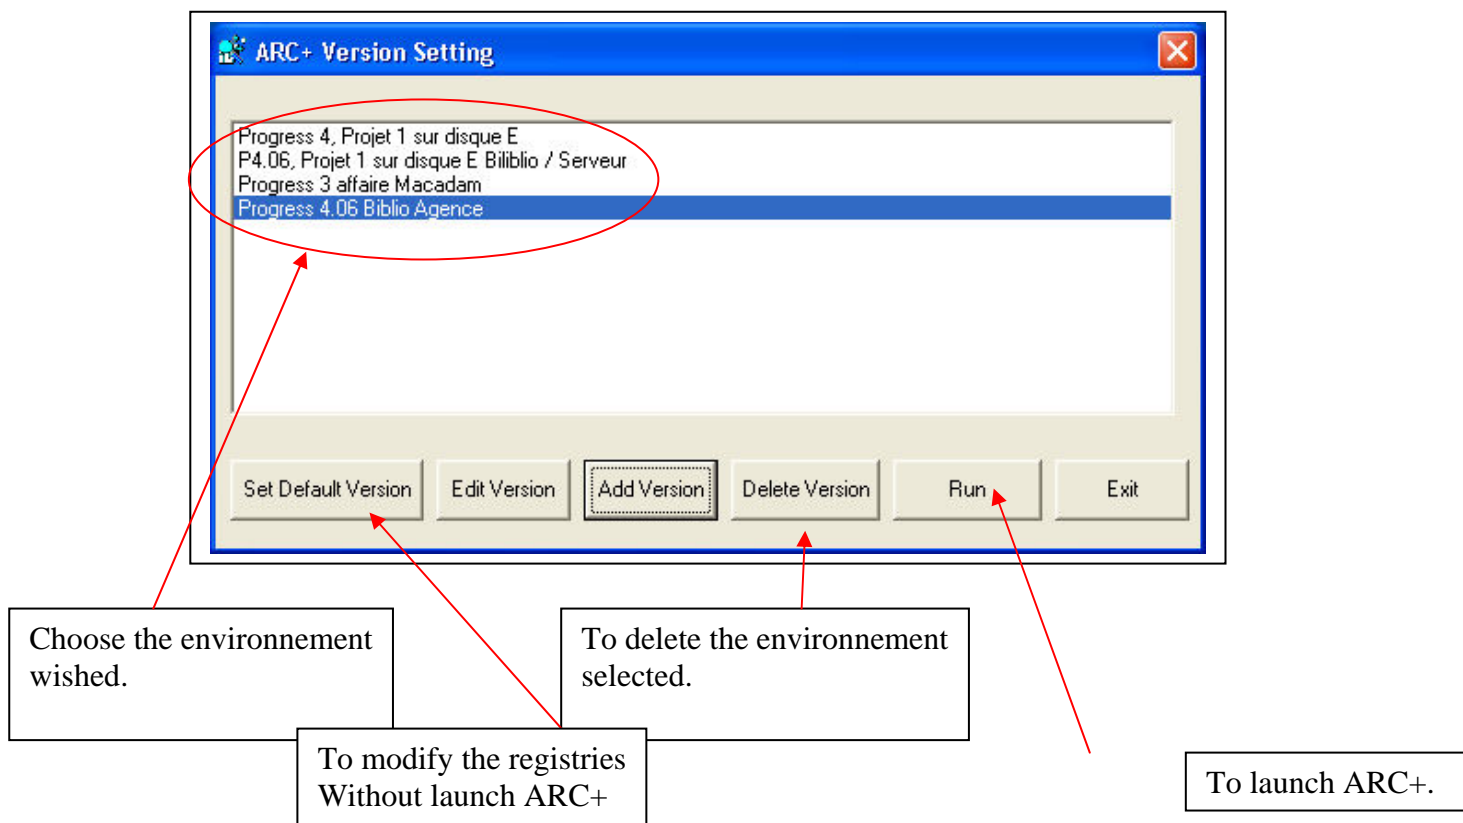 ARC+ Version Setting
Progress 4, Projet 1 sur disque E
P4.06, Projet 1 sur disque E Biliblio / Serveur
Progress 3 affaire Macadam
Progress 4.06 Biblio Agence
Set Default Version
Edit Version
Add Version
Delete Version
Run
Exit
Choose the environnement
wished.
To delete the environnement
selected.
To modify the registries
Without launch ARC+
To launch ARC+.